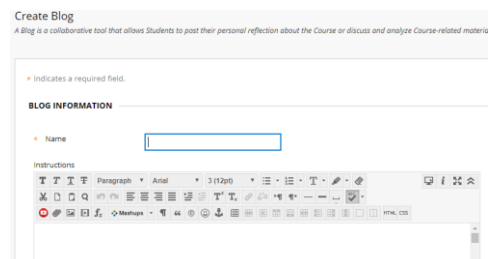 Create Blog
A Blog is a collaborative tool that allows Students to post their personal reflection about the Course or discuss and analyze Course-related materia
* Indicates a required field.
BLOG INFORMATION
* Name
Instructions
T T T T Paragraph Arial 3 (12pt) T
Mashups HTML CSS